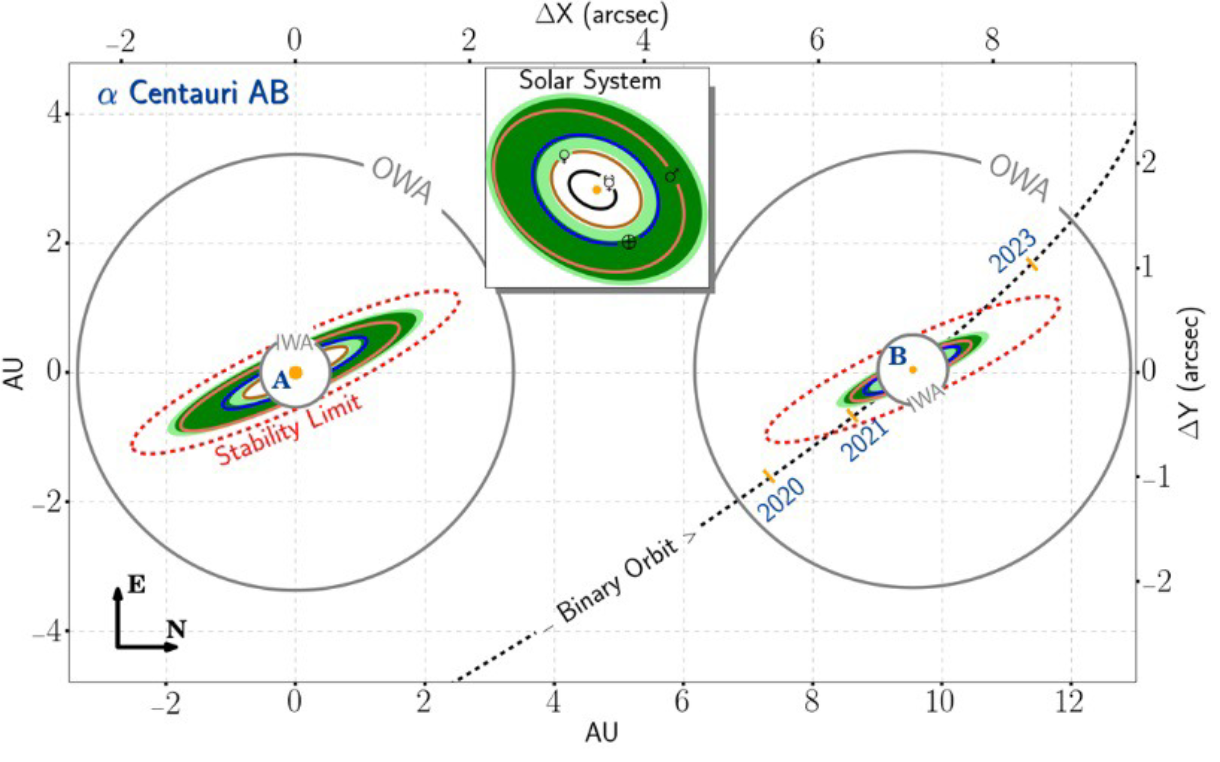 ΔX (arcsec)
−2 0 2 4 6 8
α Centauri AB
Solar System
♀
☿
♂
⊕
OWA
OWA
4
2
0
−2
−4
AU
2
1
0
−1
−2
ΔY (arcsec)
IWA
A
Stability Limit
B
IWA
2023
2021
2020
Binary Orbit >
E
N
−2 0 2 4 6 8 10 12
AU